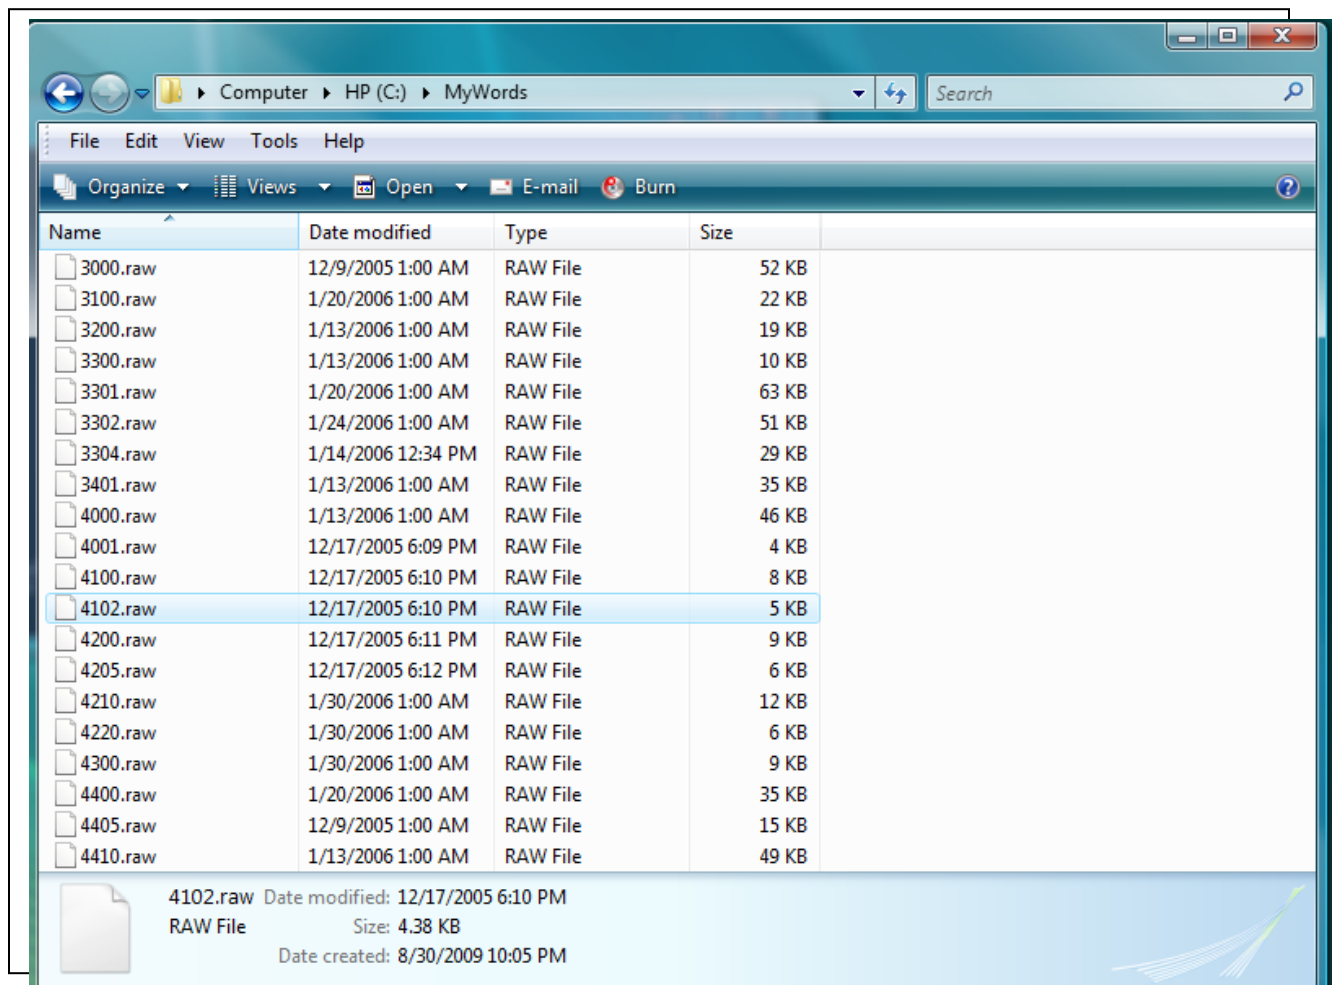 Computer HP (C:) MyWords Search
File Edit View Tools Help
Organize Views Open E-mail Burn
Name Date modified Type Size
3000.raw 12/9/2005 1:00 AM RAW File 52 KB
3100.raw 1/20/2006 1:00 AM RAW File 22 KB
3200.raw 1/13/2006 1:00 AM RAW File 19 KB
3300.raw 1/13/2006 1:00 AM RAW File 10 KB
3301.raw 1/20/2006 1:00 AM RAW File 63 KB
3302.raw 1/24/2006 1:00 AM RAW File 51 KB
3304.raw 1/14/2006 12:34 PM RAW File 29 KB
3401.raw 1/13/2006 1:00 AM RAW File 35 KB
4000.raw 1/13/2006 1:00 AM RAW File 46 KB
4001.raw 12/17/2005 6:09 PM RAW File 4 KB
4100.raw 12/17/2005 6:10 PM RAW File 8 KB
4102.raw 12/17/2005 6:10 PM RAW File 5 KB
4200.raw 12/17/2005 6:11 PM RAW File 9 KB
4205.raw 12/17/2005 6:12 PM RAW File 6 KB
4210.raw 1/30/2006 1:00 AM RAW File 12 KB
4220.raw 1/30/2006 1:00 AM RAW File 6 KB
4300.raw 1/30/2006 1:00 AM RAW File 9 KB
4400.raw 1/20/2006 1:00 AM RAW File 35 KB
4405.raw 12/9/2005 1:00 AM RAW File 15 KB
4410.raw 1/13/2006 1:00 AM RAW File 49 KB
4102.raw Date modified: 12/17/2005 6:10 PM
RAW File Size: 4.38 KB
Date created: 8/30/2009 10:05 PM